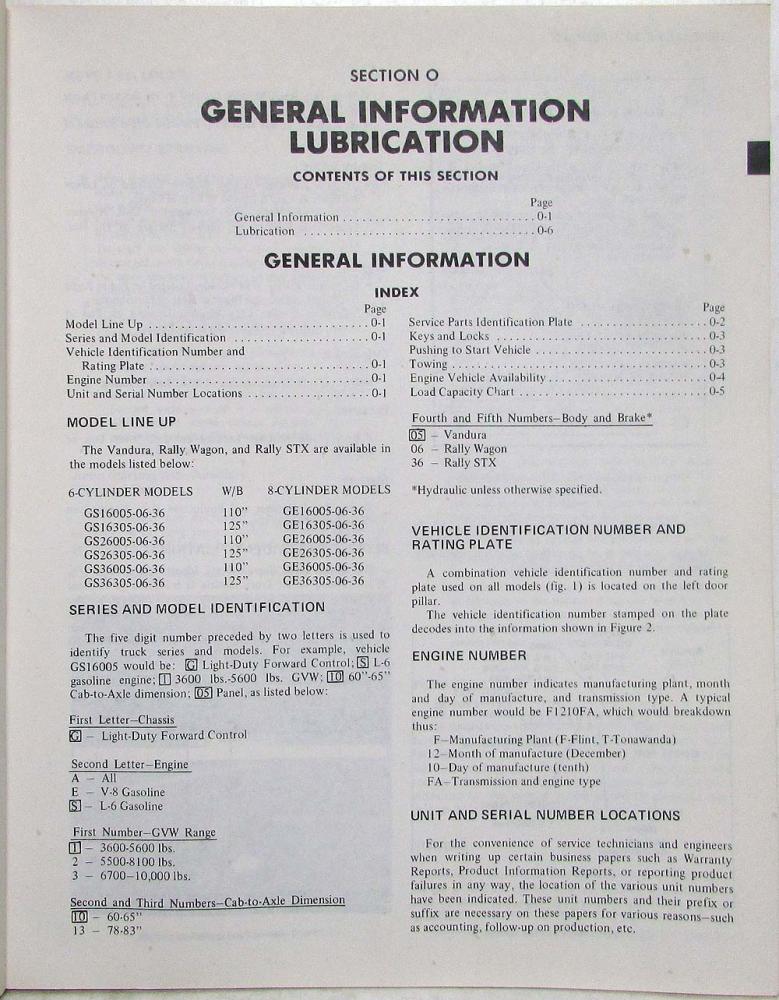 SECTION O
GENERAL INFORMATION
LUBRICATION
CONTENTS OF THIS SECTION
Page
General Information . . . . . . . . . . . . . . . . . . . . . . . . . . . . 0-1
Lubrication . . . . . . . . . . . . . . . . . . . . . . . . . . . . . . . . . . 0-6
GENERAL INFORMATION
INDEX
Page
Model Line Up . . . . . . . . . . . . . . . . . . . . . . . . . . . . . . . . 0-1
Series and Model Identification . . . . . . . . . . . . . . . . . . . . 0-1
Vehicle Identification Number and
Rating Plate . . . . . . . . . . . . . . . . . . . . . . . . . . . . . . . . 0-1
Engine Number . . . . . . . . . . . . . . . . . . . . . . . . . . . . . . . 0-1
Unit and Serial Number Locations . . . . . . . . . . . . . . . . . . 0-1
MODEL LINE UP
The Vandura, Rally Wagon, and Rally STX are available in
the models listed below:
6-CYLINDER MODELS W/B 8-CYLINDER MODELS
GS16005-06-36 110" GE16005-06-36
GS16305-06-36 125" GE16305-06-36
GS26005-06-36 110" GE26005-06-36
GS26305-06-36 125" GE26305-06-36
GS36005-06-36 110" GE36005-06-36
GS36305-06-36 125" GE36305-06-36
SERIES AND MODEL IDENTIFICATION
The five digit number preceded by two letters is used to
identify truck series and models. For example, vehicle
GS16005 would be: G Light-Duty Forward Control; S L-6
gasoline engine; 1 3600 lbs.-5600 lbs. GVW; 10 60"-65"
Cab-to-Axle dimension; 05 Panel, as listed below:
First Letter—Chassis
G — Light-Duty Forward Control
Second Letter—Engine
A — All
E — V-8 Gasoline
S — L-6 Gasoline
First Number—GVW Range
1 — 3600-5600 lbs.
2 — 5500-8100 lbs.
3 — 6700-10,000 lbs.
Second and Third Numbers—Cab-to-Axle Dimension
10 — 60-65"
13 — 78-83"
Page
Service Parts Identification Plate . . . . . . . . . . . . . . . . . . 0-2
Keys and Locks . . . . . . . . . . . . . . . . . . . . . . . . . . . . . . 0-3
Pushing to Start Vehicle . . . . . . . . . . . . . . . . . . . . . . . . 0-3
Towing . . . . . . . . . . . . . . . . . . . . . . . . . . . . . . . . . . . . 0-3
Engine Vehicle Availability . . . . . . . . . . . . . . . . . . . . . . 0-4
Load Capacity Chart . . . . . . . . . . . . . . . . . . . . . . . . . . . 0-5
Fourth and Fifth Numbers—Body and Brake*
05 — Vandura
06 — Rally Wagon
36 — Rally STX
*Hydraulic unless otherwise specified.
VEHICLE IDENTIFICATION NUMBER AND
RATING PLATE
A combination vehicle identification number and rating
plate used on all models (fig. 1) is located on the left door
pillar.
The vehicle identification number stamped on the plate
decodes into the information shown in Figure 2.
ENGINE NUMBER
The engine number indicates manufacturing plant, month
and day of manufacture, and transmission type. A typical
engine number would be F1210FA, which would breakdown
thus:
F—Manufacturing Plant (F-Flint, T-Tonawanda)
12—Month of manufacture (December)
10—Day of manufacture (tenth)
FA—Transmission and engine type
UNIT AND SERIAL NUMBER LOCATIONS
For the convenience of service technicians and engineers
when writing up certain business papers such as Warranty
Reports, Product Information Reports, or reporting product
failures in any way, the location of the various unit numbers
have been indicated. These unit numbers and their prefix or
suffix are necessary on these papers for various reasons—such
as accounting, follow-up on production, etc.